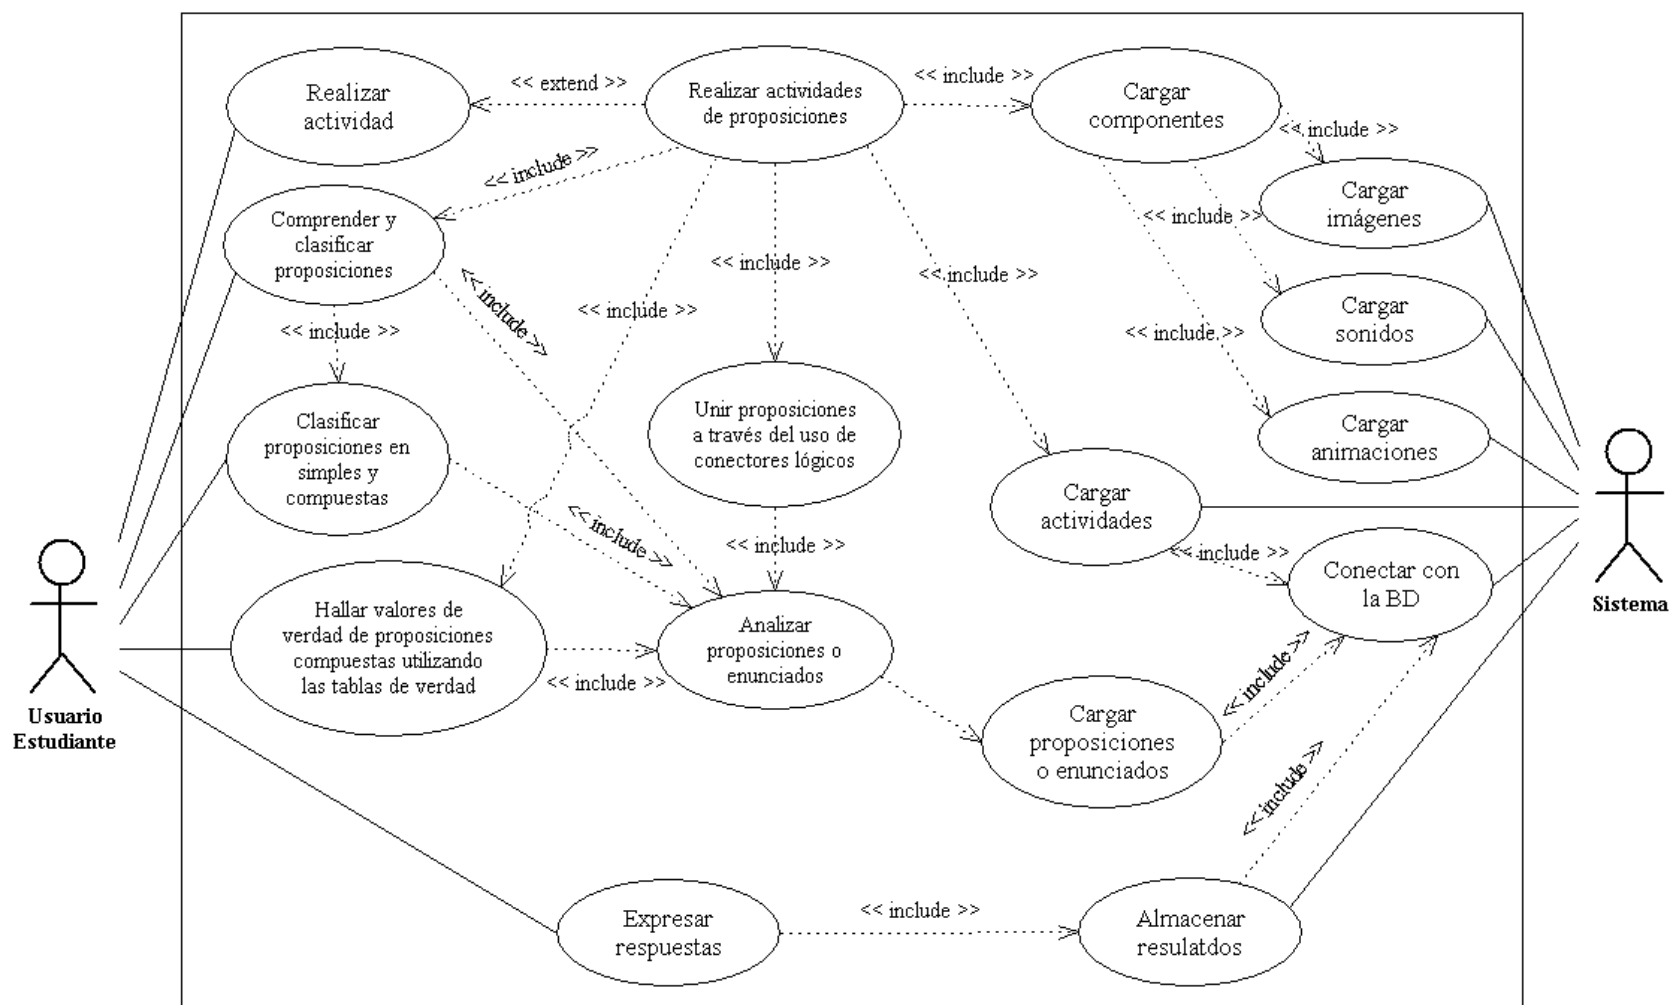 Realizar
actividad
<< extend >>
Realizar actividades
de proposiciones
<< include >>
Cargar
componentes
<< include >>
Cargar
imágenes
<< include >>
Comprender y
clasificar
proposiciones
<< include >>
<< include >>
<< include >>
<< include >>
<< include >>
<< include >>
Cargar
sonidos
<< include >>
<< include >>
Clasificar
proposiciones en
simples y
compuestas
Unir proposiciones
a través del uso de
conectores lógicos
Cargar
animaciones
Cargar
actividades
<< include >>
<< include >>
<< include >>
Conectar con
la BD
Sistema
Hallar valores de
verdad de proposiciones
compuestas utilizando
las tablas de verdad
<< include >>
Analizar
proposiciones o
enunciados
Usuario
Estudiante
<< include >>
Cargar
proposiciones
o enunciados
<< include >>
Expresar
respuestas
<< include >>
Almacenar
resulatdos